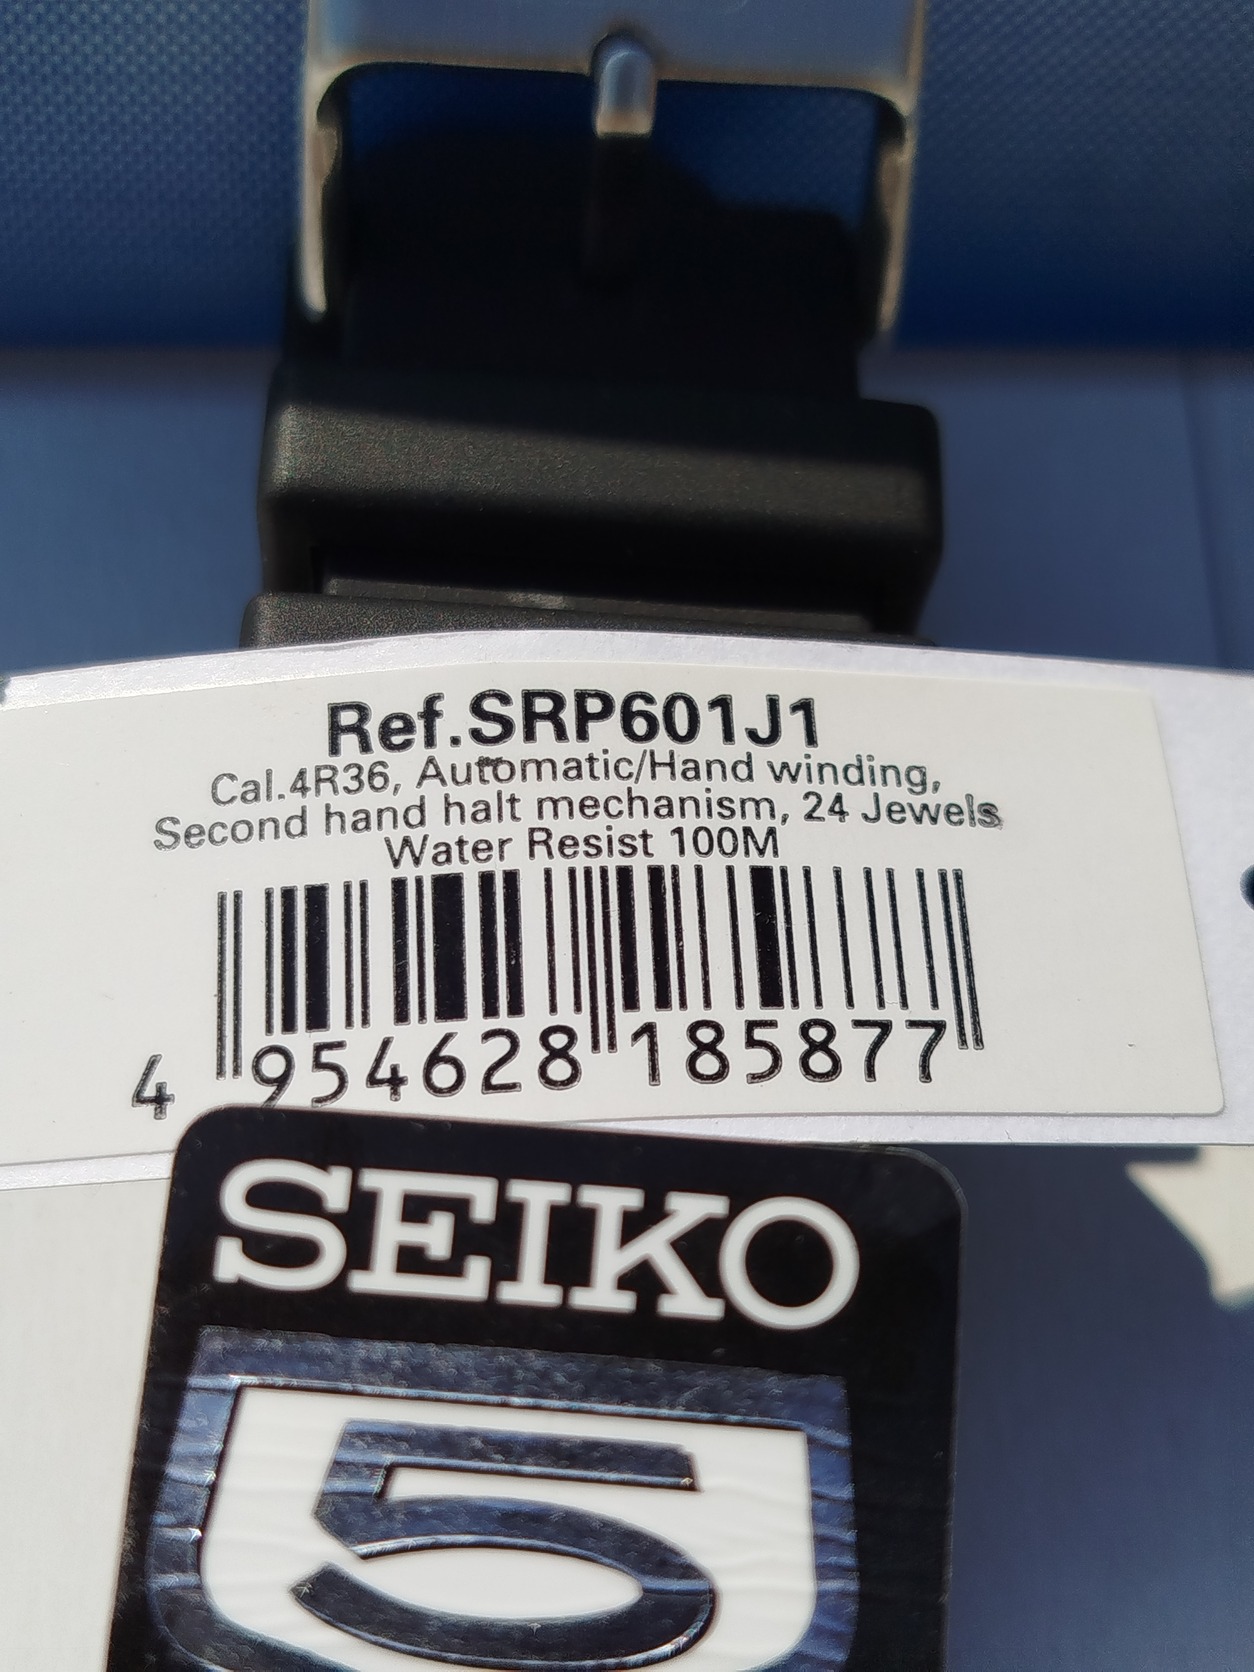 Ref.SRP601J1
Cal.4R36, Automatic/Hand winding,
Second hand halt mechanism, 24 Jewels
Water Resist 100M
4 954628 185877
SEIKO
5